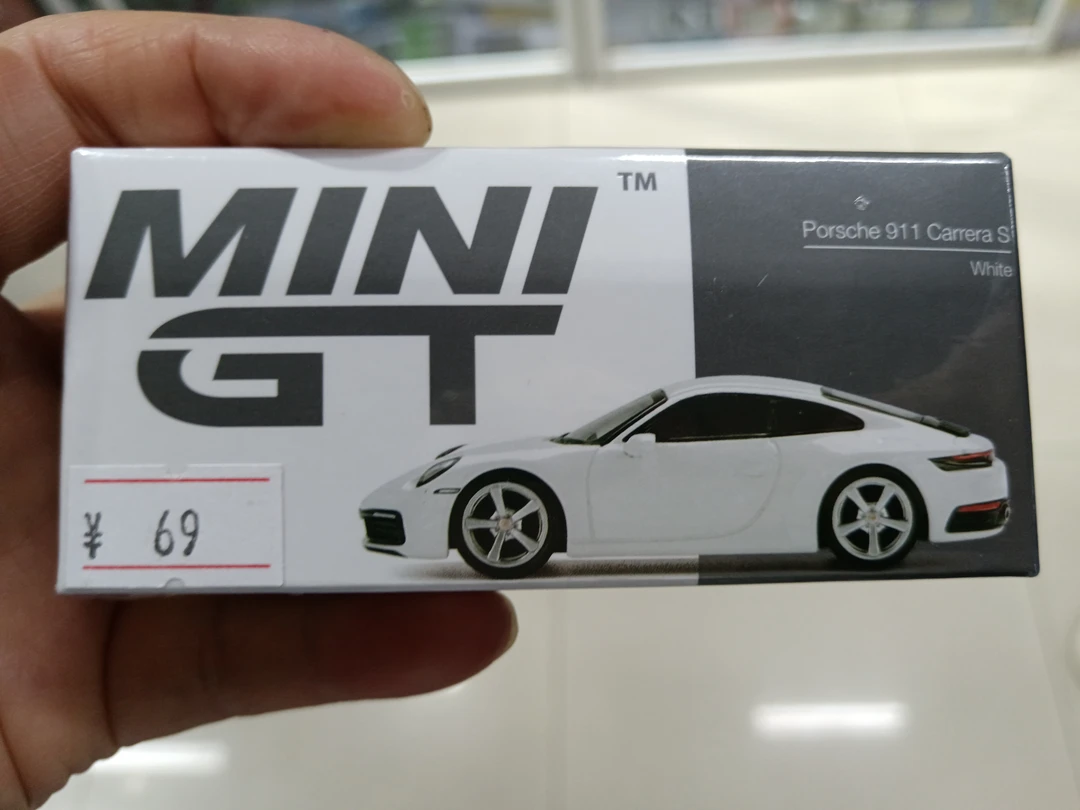 MINI
GT
TM
Porsche 911 Carrera S
White
¥ 69